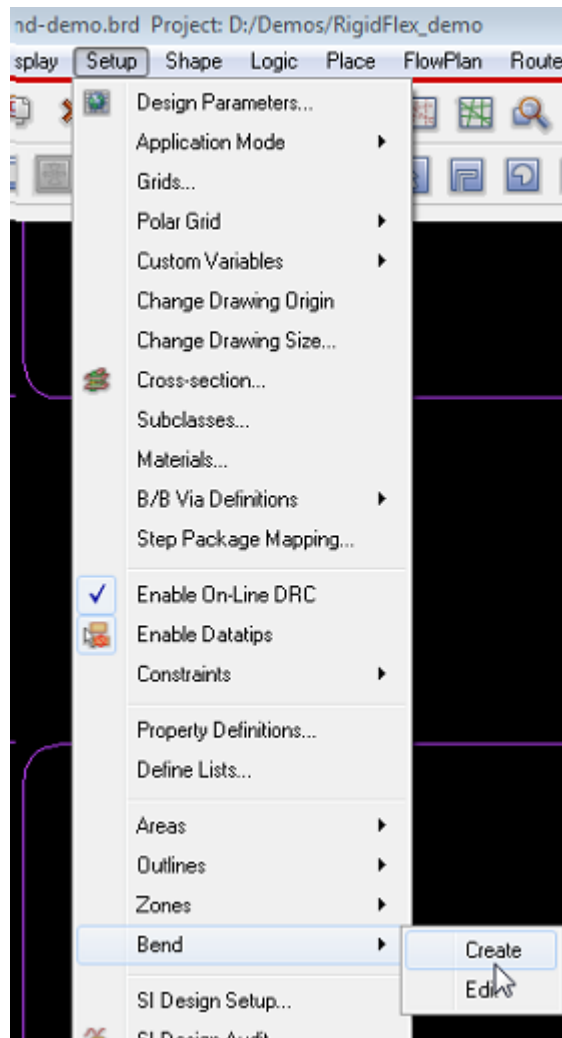 nd-demo.brd Project: D:/Demos/RigidFlex_demo
splay Setup Shape Logic Place FlowPlan Route
Design Parameters...
Application Mode
Grids...
Polar Grid
Custom Variables
Change Drawing Origin
Change Drawing Size...
Cross-section...
Subclasses...
Materials...
B/B Via Definitions
Step Package Mapping...
Enable On-Line DRC
Enable Datatips
Constraints
Property Definitions...
Define Lists...
Areas
Outlines
Zones
Bend
Create
Edit
SI Design Setup...
SI Design Audit